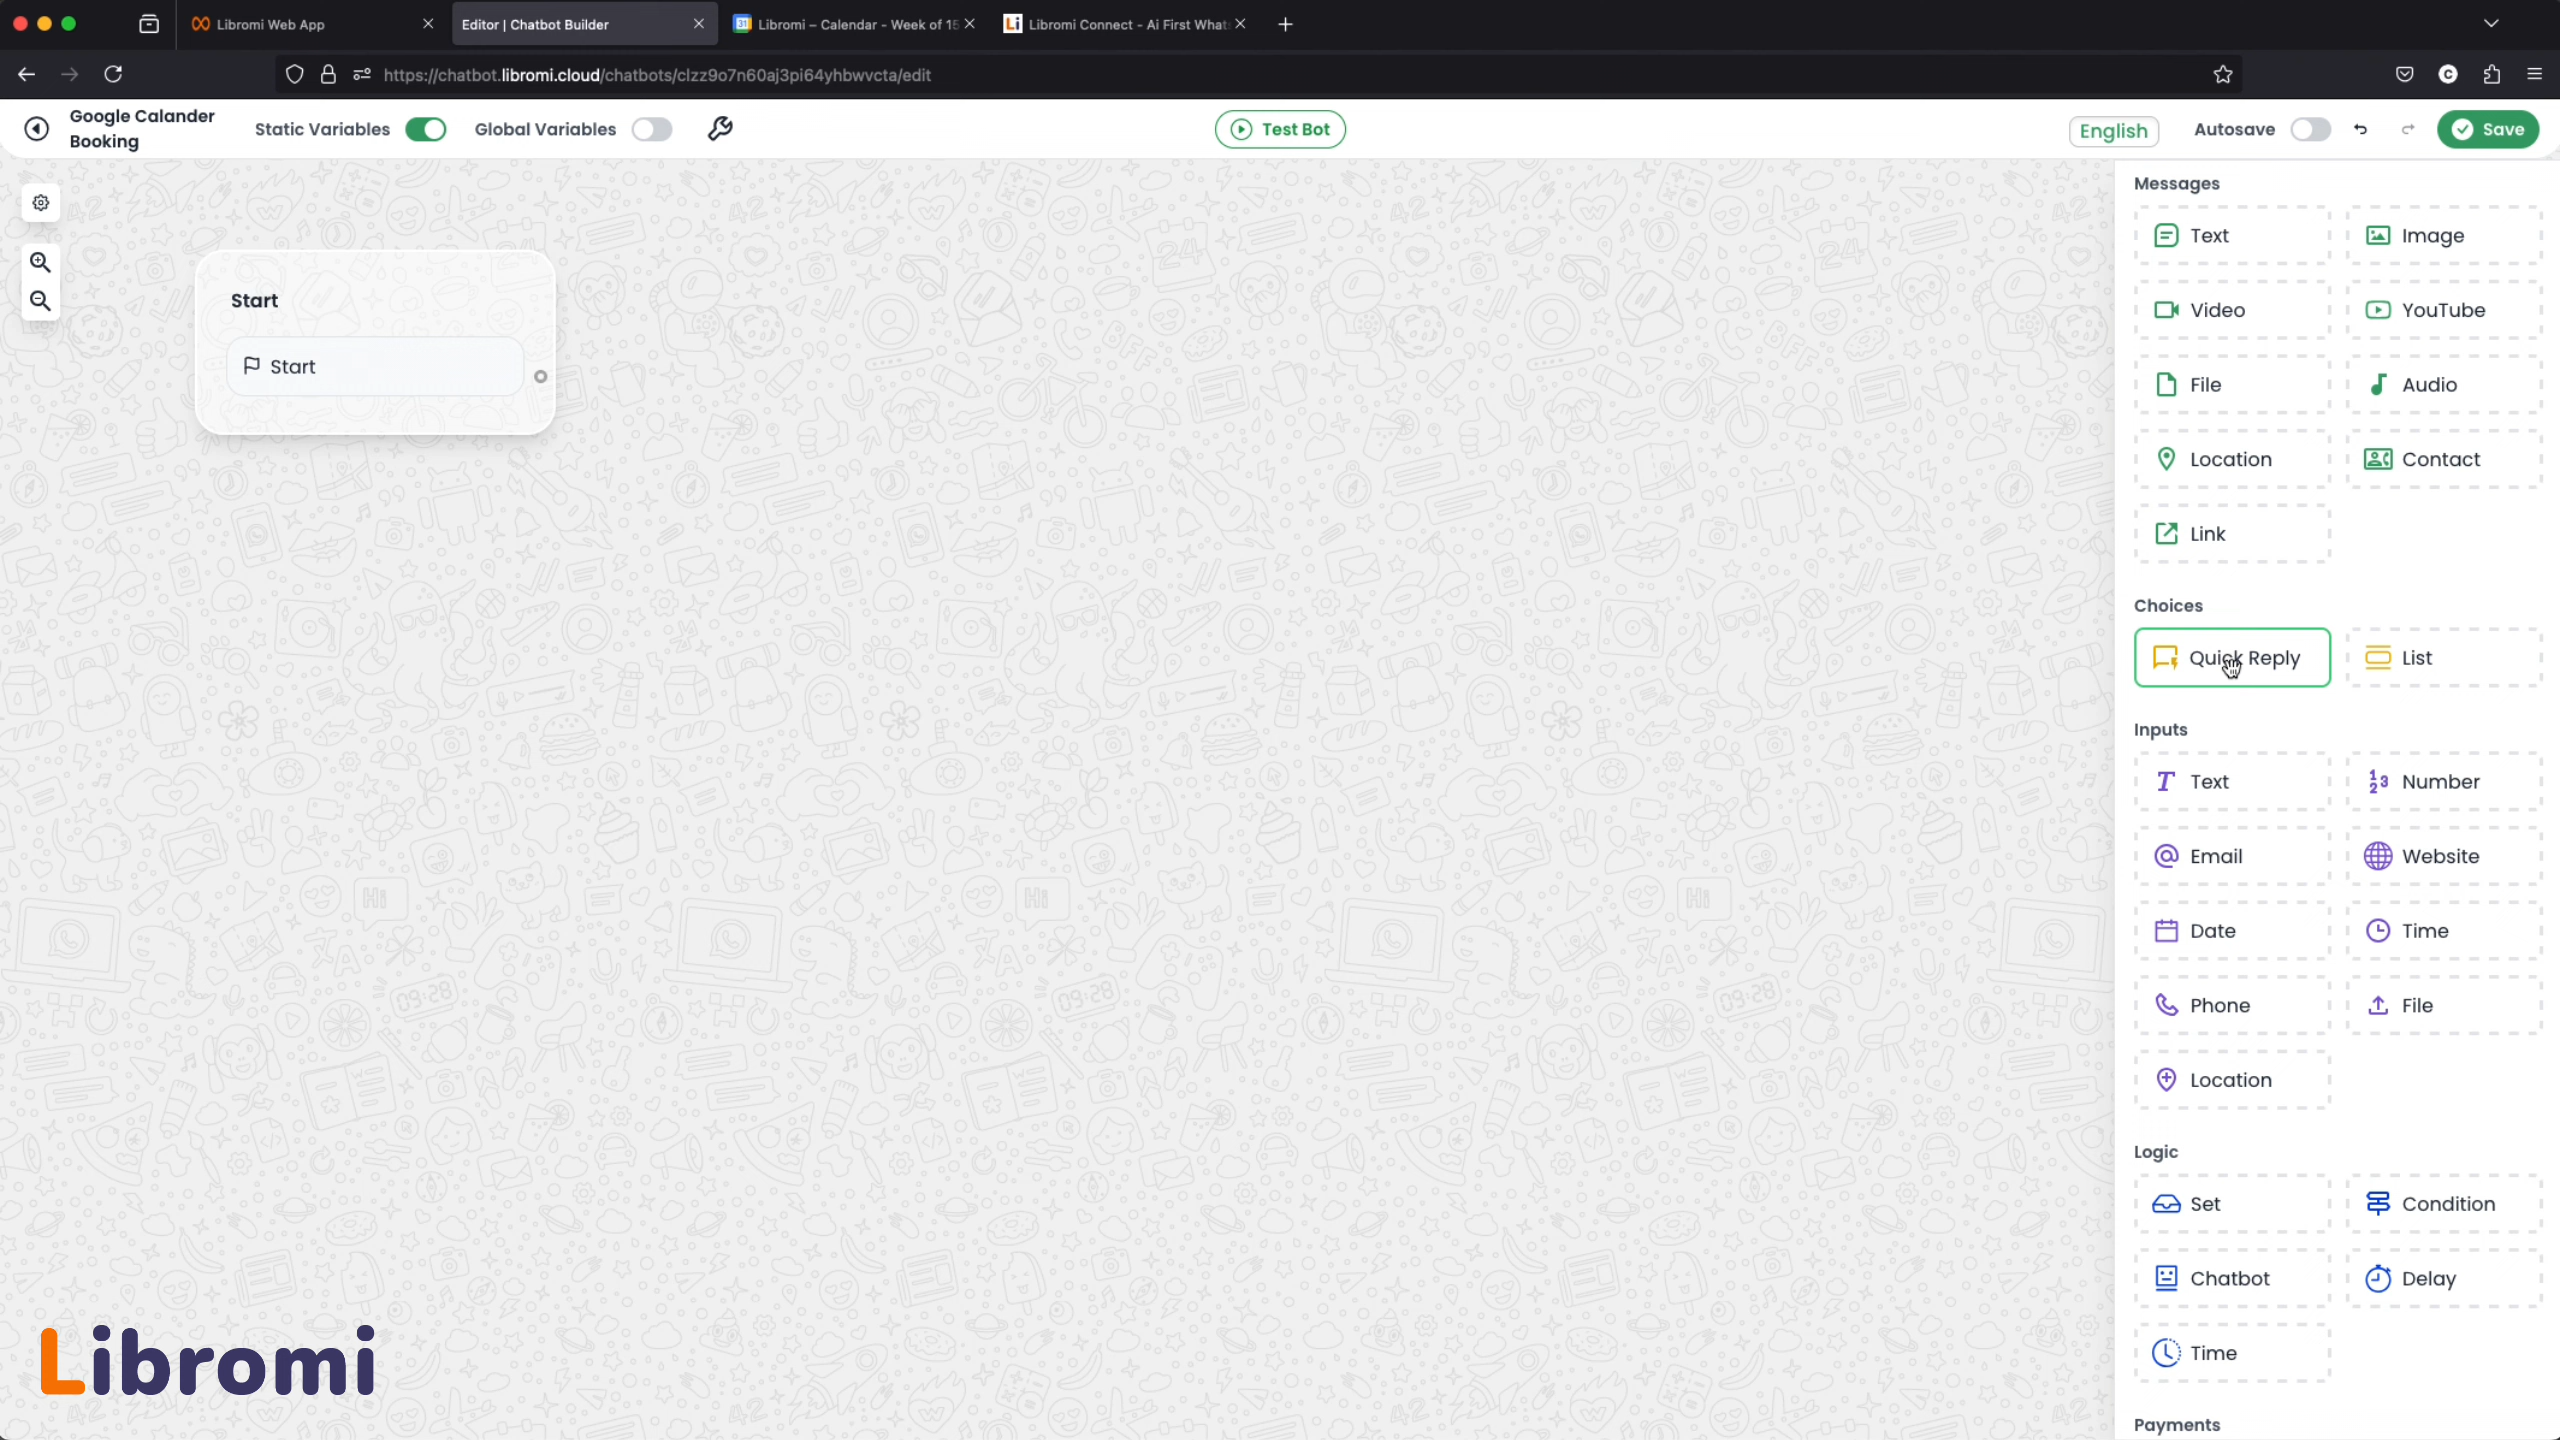 Libromi Web App
Editor | Chatbot Builder
Libromi – Calendar - Week of 15
Libromi Connect - Ai First What
https://chatbot.libromi.cloud/chatbots/clzz9o7n60aj3pi64yhbwvcta/edit
Google Calander
Booking
Static Variables
Global Variables
Test Bot
English
Autosave
Save
Start
Start
Messages
Text
Image
Video
YouTube
File
Audio
Location
Contact
Link
Choices
Quick Reply
List
Inputs
Text
Number
Email
Website
Date
Time
Phone
File
Location
Logic
Set
Condition
Chatbot
Delay
Time
Payments
Libromi